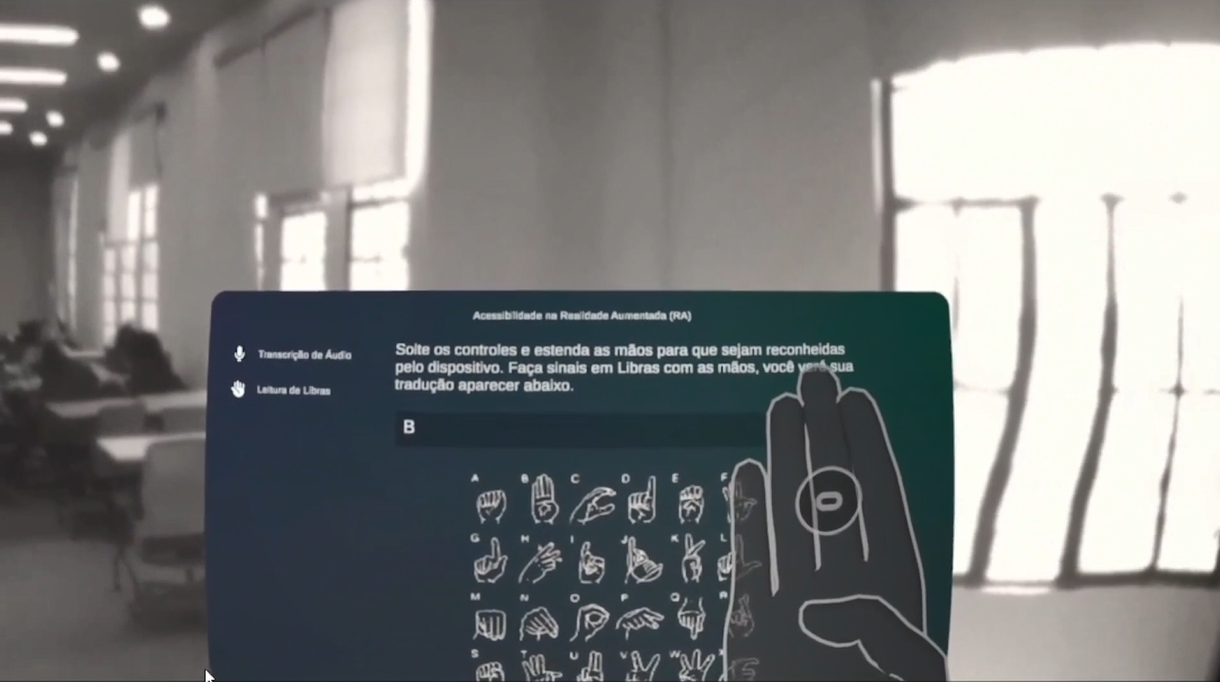 Acessibilidade na Realidade Aumentada (RA)
Transcrição de Áudio
Leitura de Libras
Solte os controles e estenda as mãos para que sejam reconheidas
pelo dispositivo. Faça sinais em Libras com as mãos, você verá sua
tradução aparecer abaixo.
B
A B C D E F
G H I J K L
M N O P Q R
S T U V W X